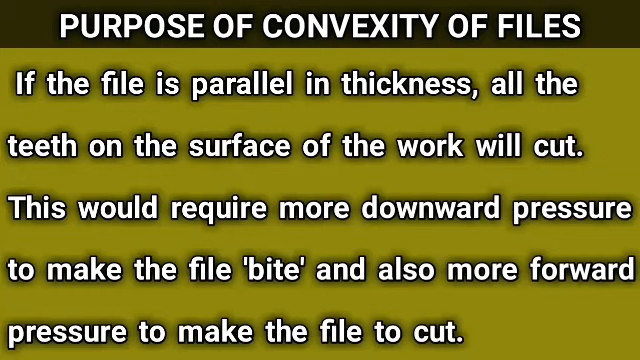 PURPOSE OF CONVEXITY OF FILES
If the file is parallel in thickness, all the
teeth on the surface of the work will cut.
This would require more downward pressure
to make the file 'bite' and also more forward
pressure to make the file to cut.